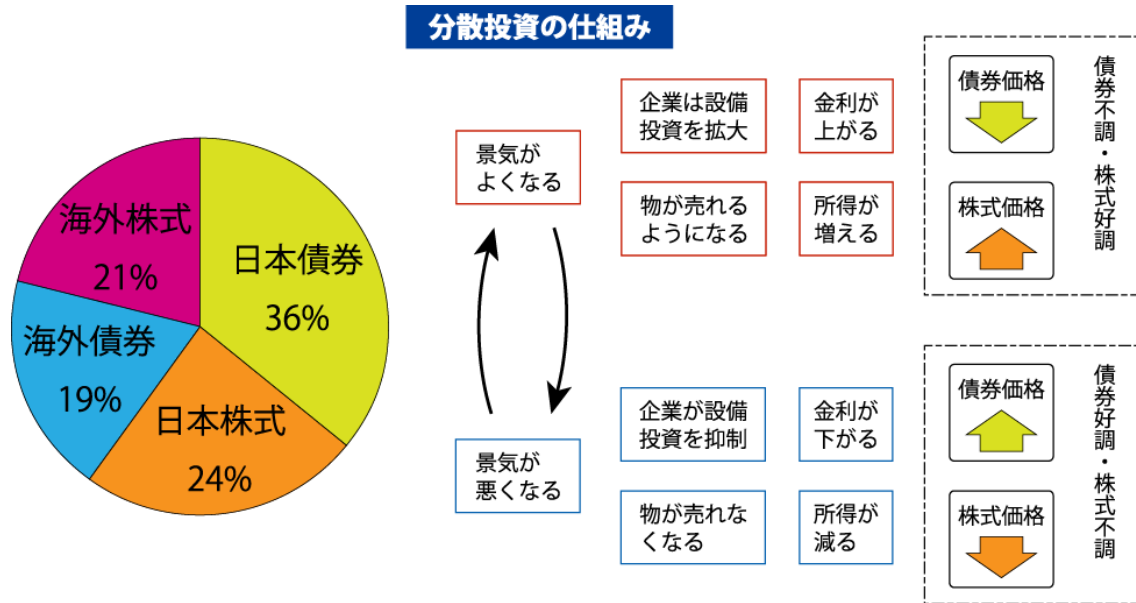 分散投資の仕組み
海外株式
21%
日本債券
36%
海外債券
19%
日本株式
24%
景気が
よくなる
企業は設備
投資を拡大
金利が
上がる
物が売れる
ようになる
所得が
増える
債券価格
株式価格
債券不調・株式好調
景気が
悪くなる
企業が設備
投資を抑制
金利が
下がる
物が売れな
くなる
所得が
減る
債券価格
株式価格
債券好調・株式不調